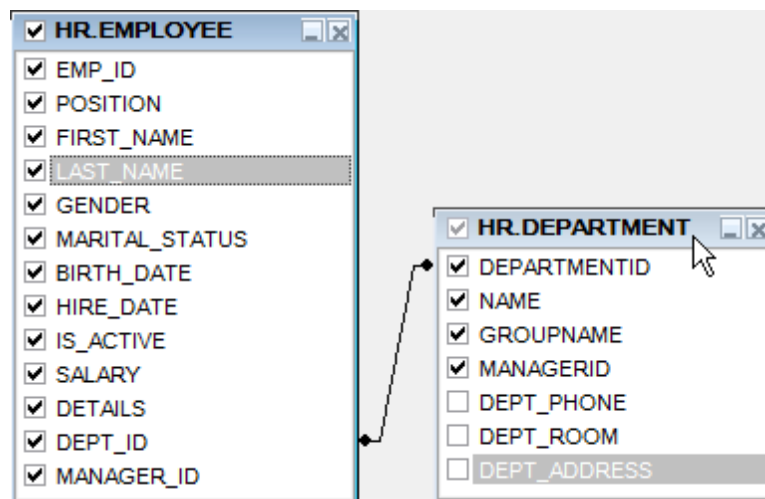 HR.EMPLOYEE
EMP_ID
POSITION
FIRST_NAME
LAST_NAME
GENDER
MARITAL_STATUS
BIRTH_DATE
HIRE_DATE
IS_ACTIVE
SALARY
DETAILS
DEPT_ID
MANAGER_ID
HR.DEPARTMENT
DEPARTMENTID
NAME
GROUPNAME
MANAGERID
DEPT_PHONE
DEPT_ROOM
DEPT_ADDRESS